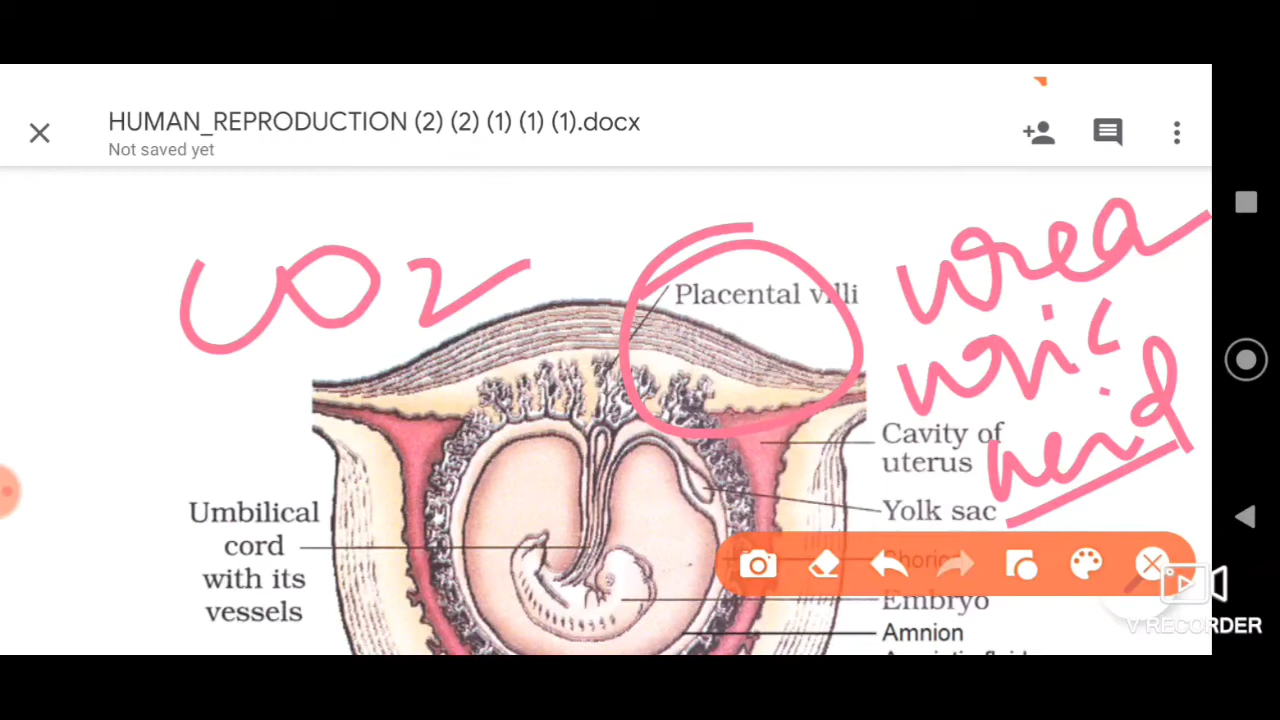 HUMAN_REPRODUCTION (2) (2) (1) (1) (1).docx
Not saved yet
CO2
Placental villi
urea
uric
acid
Cavity of
uterus
Yolk sac
Umbilical
cord
with its
vessels
Embryo
Amnion
V RECORDER